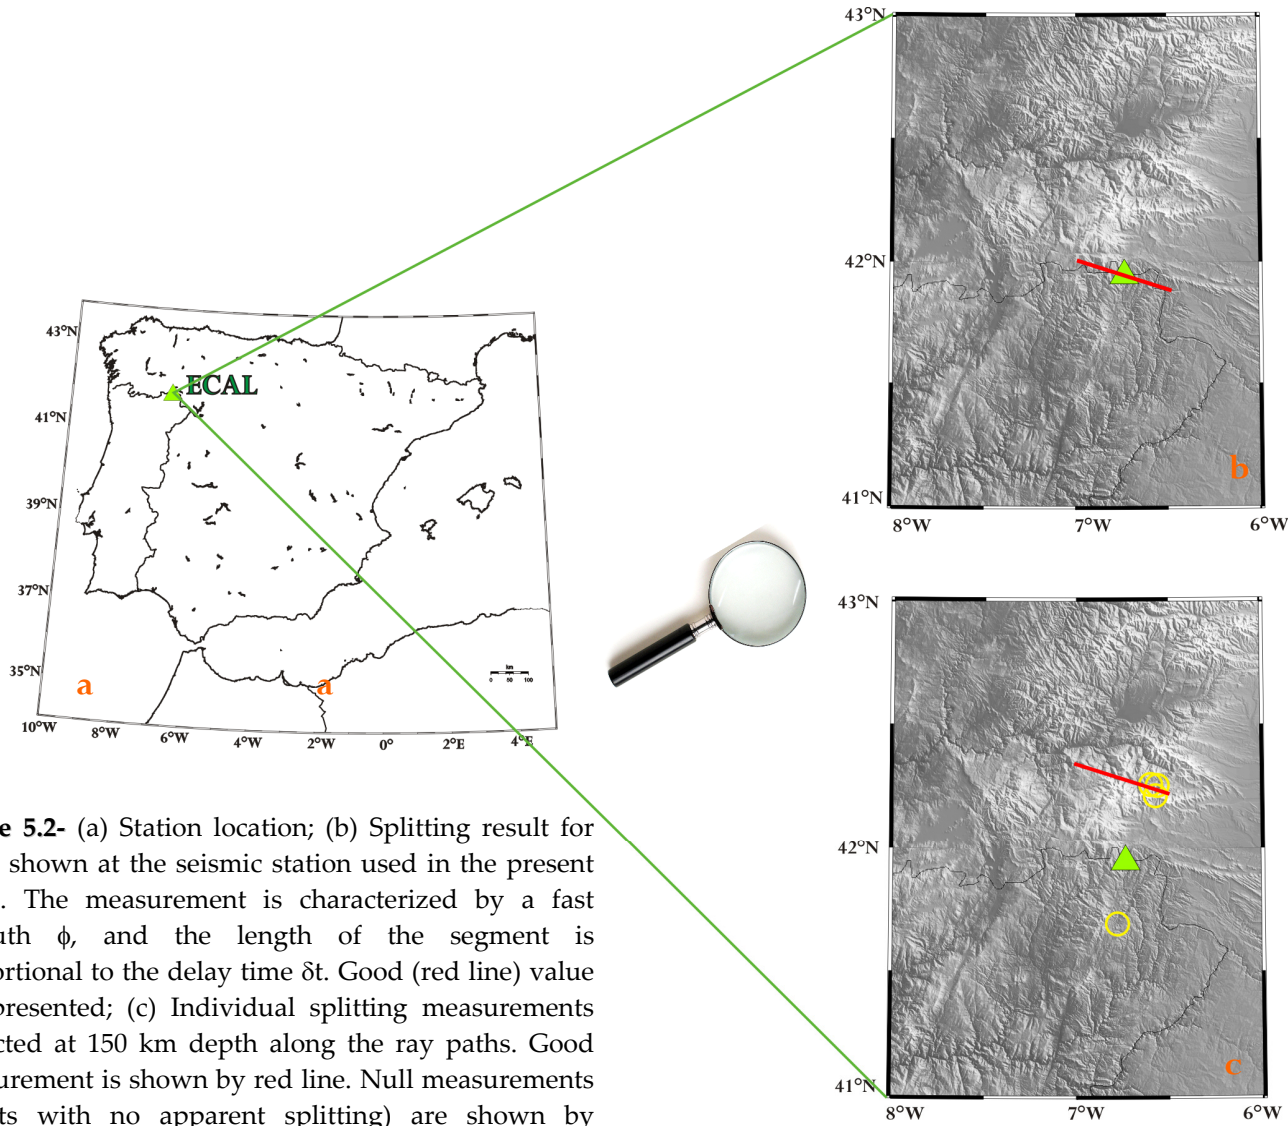 43°N
42°N
41°N
8°W 7°W 6°W
b
43°N
41°N
39°N
37°N
35°N
10°W 8°W 6°W 4°W 2°W 0° 2°E 4°E
ECAL
a
a
km
0 50 100
43°N
42°N
41°N
8°W 7°W 6°W
c
e 5.2- (a) Station location; (b) Splitting result for
shown at the seismic station used in the present
. The measurement is characterized by a fast
uth ϕ, and the length of the segment is
ortional to the delay time δt. Good (red line) value
presented; (c) Individual splitting measurements
cted at 150 km depth along the ray paths. Good
urement is shown by red line. Null measurements
ts with no apparent splitting) are shown by